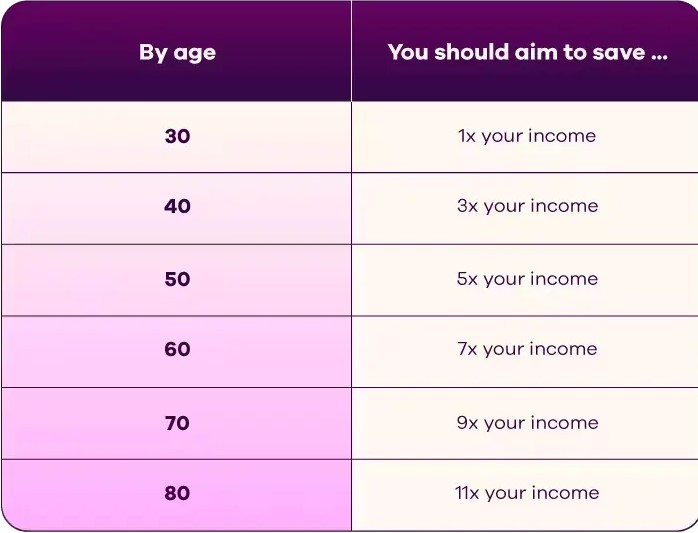 By age You should aim to save ...
30 1x your income
40 3x your income
50 5x your income
60 7x your income
70 9x your income
80 11x your income